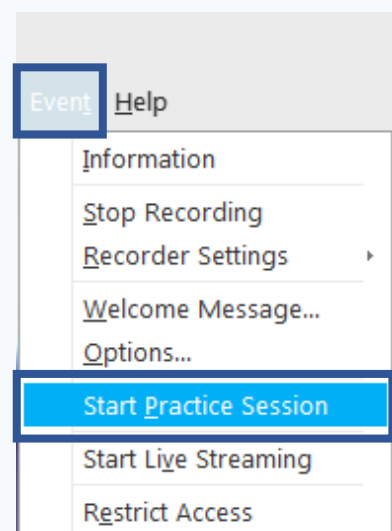 Event Help
Information
Stop Recording
Recorder Settings
Welcome Message...
Options...
Start Practice Session
Start Live Streaming
Restrict Access